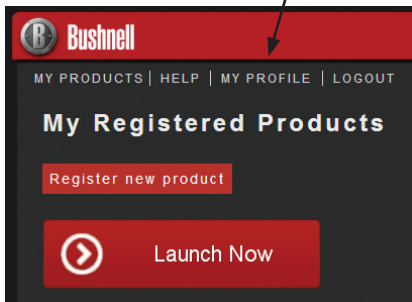 B Bushnell
MY PRODUCTS | HELP | MY PROFILE | LOGOUT
My Registered Products
Register new product
Launch Now